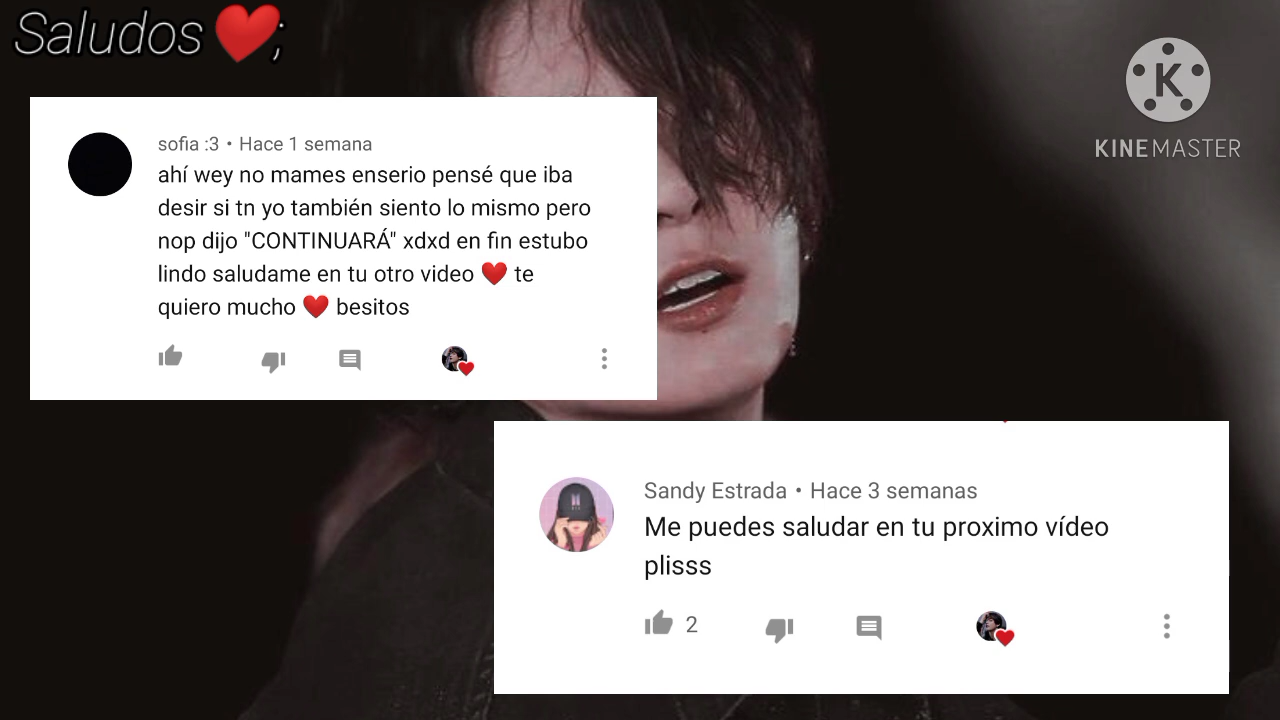 Saludos ❤️;
K
KINEMASTER
sofia :3 • Hace 1 semana
ahí wey no mames enserio pensé que iba
desir si tn yo también siento lo mismo pero
nop dijo "CONTINUARÁ" xdxd en fin estubo
lindo saludame en tu otro video ❤️ te
quiero mucho ❤️ besitos
Sandy Estrada • Hace 3 semanas
Me puedes saludar en tu proximo vídeo
plisss
2